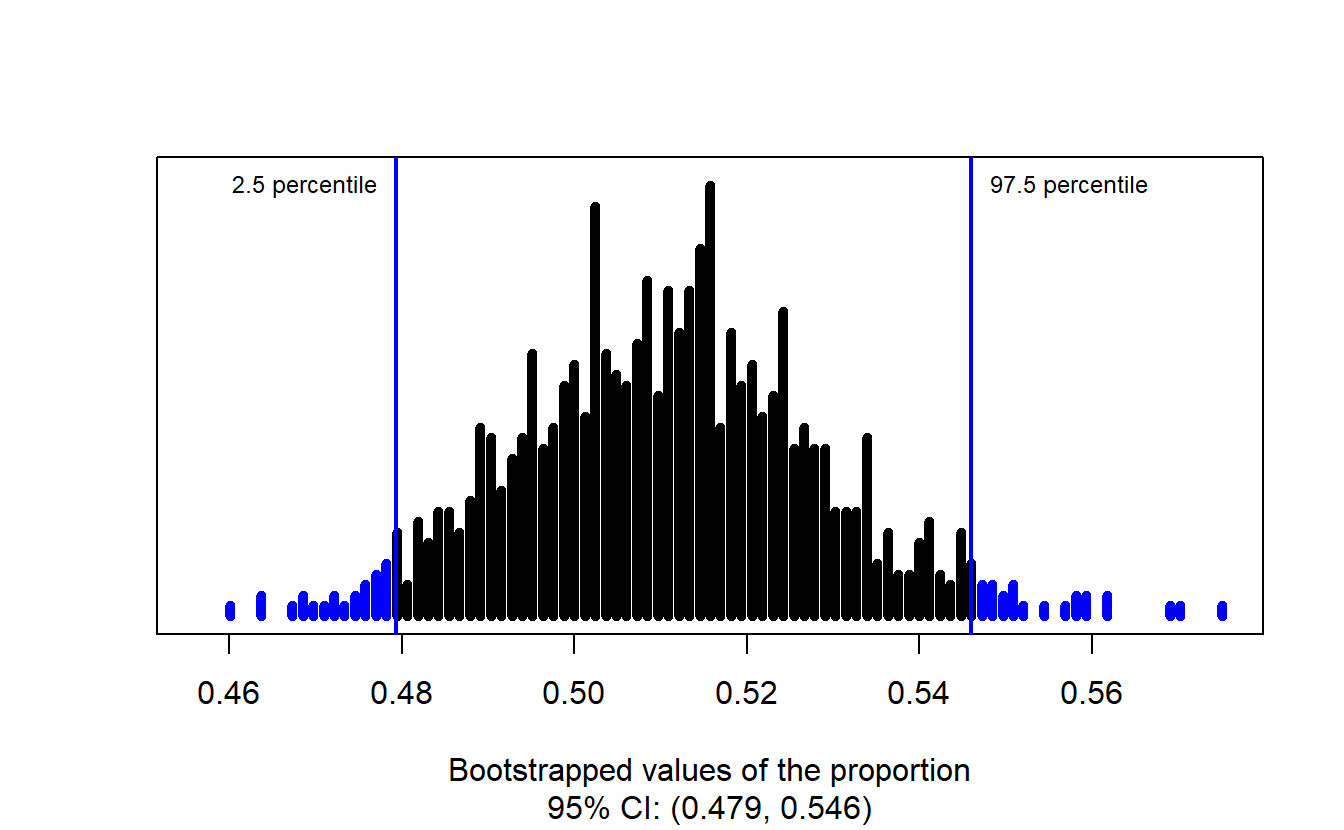 2.5 percentile
97.5 percentile
0.46 0.48 0.50 0.52 0.54 0.56
Bootstrapped values of the proportion
95% CI: (0.479, 0.546)